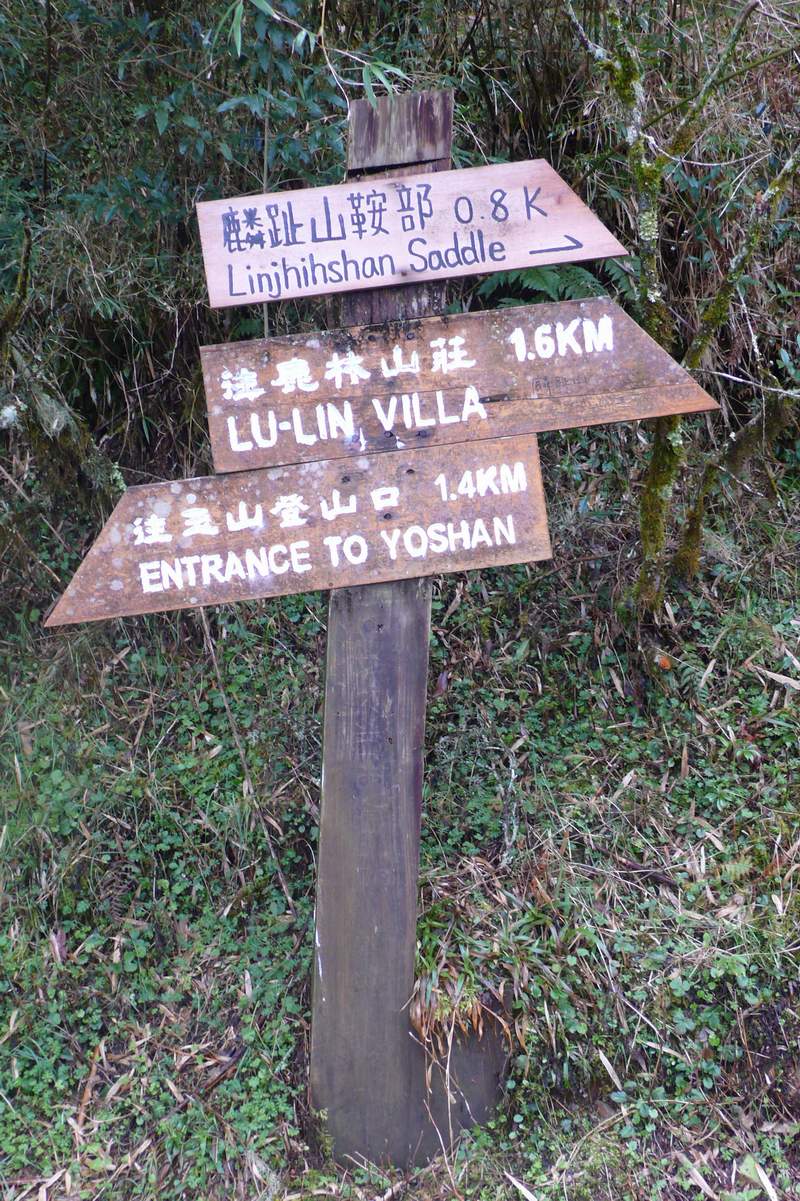 麟趾山鞍部 0.8K
Linjhihshan Saddle →
往鹿林山莊 1.6KM
LU-LIN VILLA
往玉山登山口 1.4KM
ENTRANCE TO YOSHAN